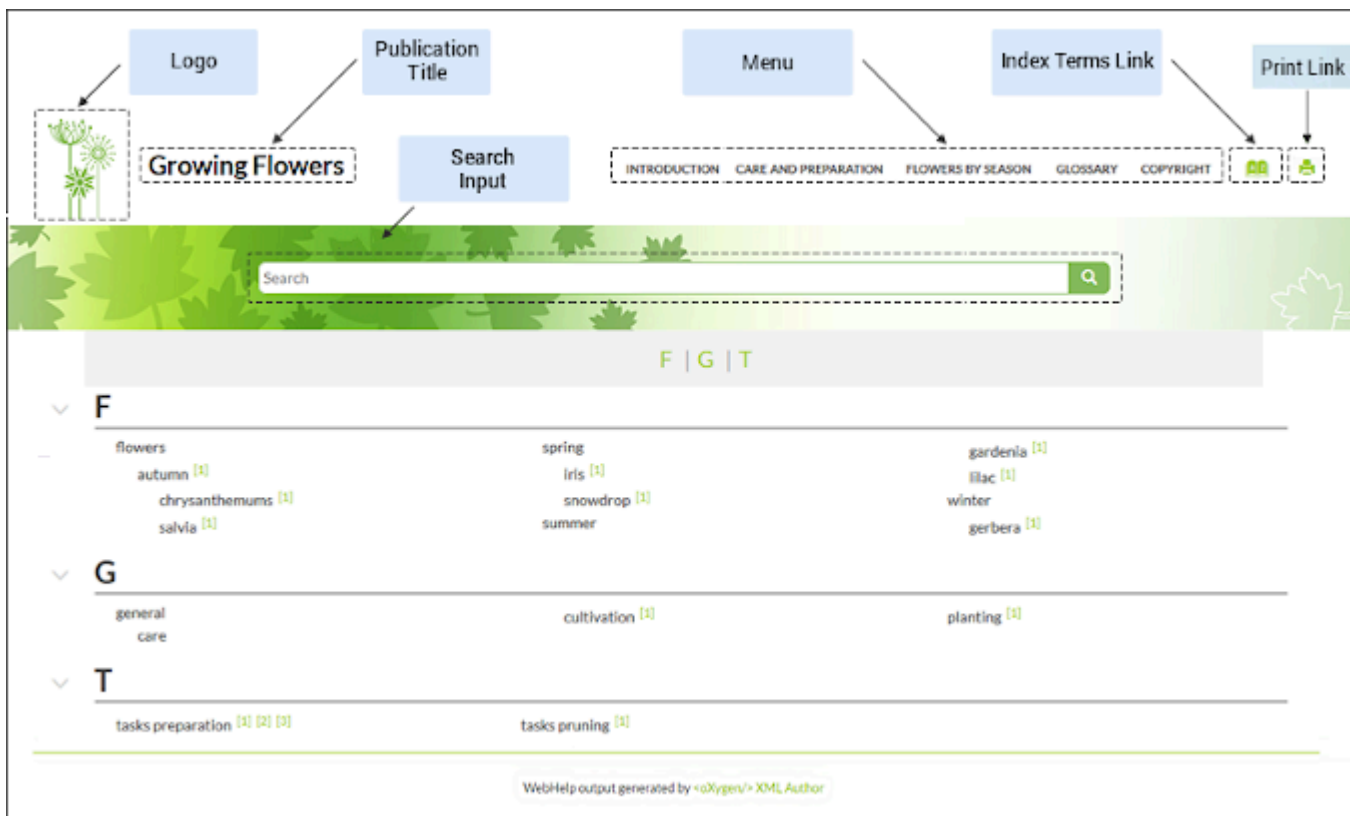 Logo
Publication
Title
Menu
Index Terms Link
Print Link
Growing Flowers
Search
Input
INTRODUCTION CARE AND PREPARATION FLOWERS BY SEASON GLOSSARY COPYRIGHT
Search
F | G | T
F
flowers spring gardenia [1]
autumn [1] iris [1] lilac [1]
chrysanthemums [1] snowdrop [1] winter
salvia [1] summer gerbera [1]
G
general cultivation [1] planting [1]
care
T
tasks preparation [1] [2] [3] tasks pruning [1]
WebHelp output generated by <oXygen/> XML Author